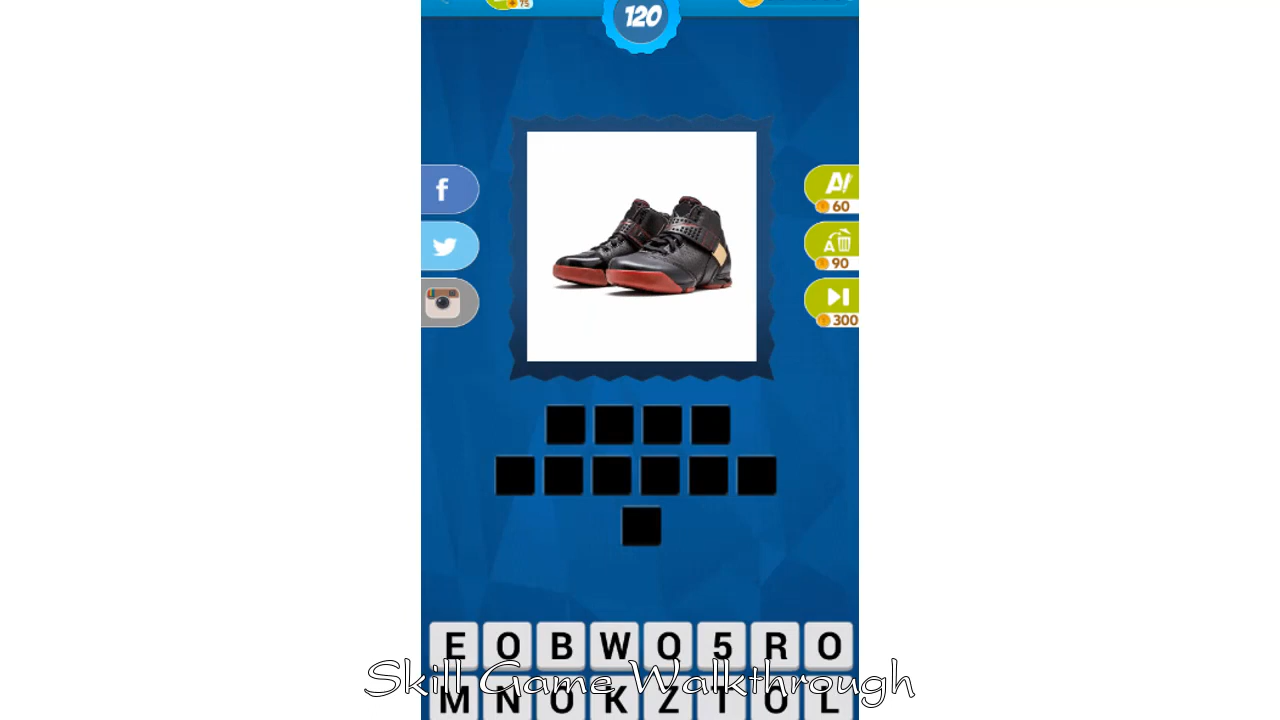 75
120
f
A
60
A
90
300
E O B W O 5 R O
M N O K Z I O L
Skill Game Walkthrough